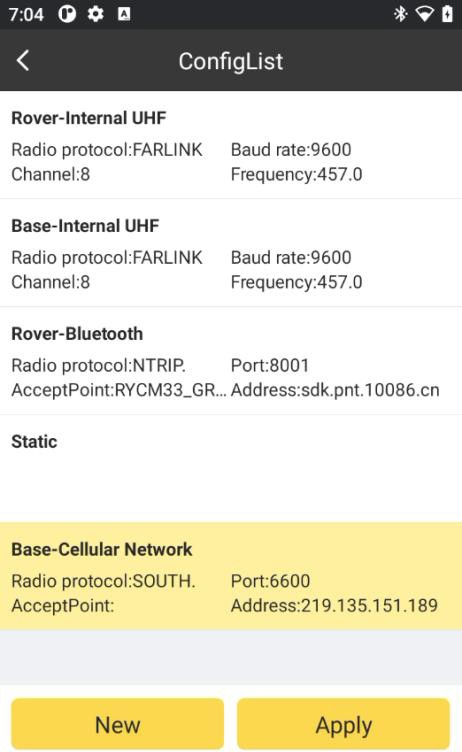 7:04
ConfigList
Rover-Internal UHF
Radio protocol:FARLINK Baud rate:9600
Channel:8 Frequency:457.0
Base-Internal UHF
Radio protocol:FARLINK Baud rate:9600
Channel:8 Frequency:457.0
Rover-Bluetooth
Radio protocol:NTRIP. Port:8001
AcceptPoint:RYCM33_GR... Address:sdk.pnt.10086.cn
Static
Base-Cellular Network
Radio protocol:SOUTH. Port:6600
AcceptPoint: Address:219.135.151.189
New Apply